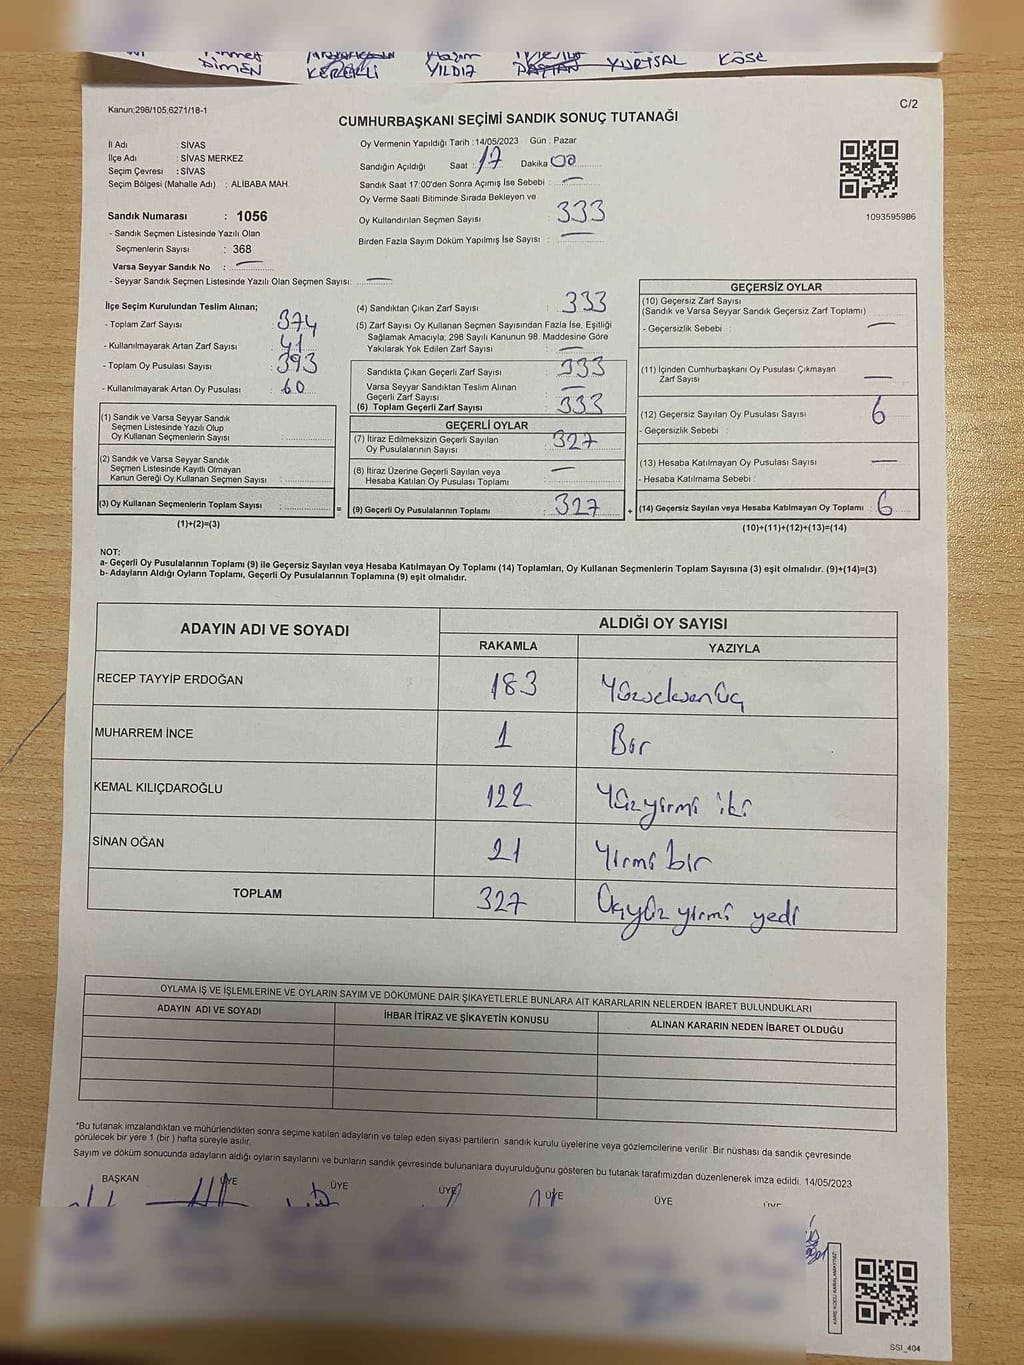 DİMEN KEREKLİ YILDIZ YURTSAL KÖSE
Kanun;298/105;6271/18-1
C/2
CUMHURBAŞKANI SEÇİMİ SANDIK SONUÇ TUTANAĞI
İl Adı : SİVAS
İlçe Adı : SİVAS MERKEZ
Seçim Çevresi : SİVAS
Seçim Bölgesi (Mahalle Adı) : ALİBABA MAH.
Sandık Numarası : 1056
- Sandık Seçmen Listesinde Yazılı Olan
Seçmenlerin Sayısı : 368
Varsa Seyyar Sandık No : —
- Seyyar Sandık Seçmen Listesinde Yazılı Olan Seçmen Sayısı: —
Oy Vermenin Yapıldığı Tarih : 14/05/2023 Gün : Pazar
Sandığın Açıldığı Saat : 17 Dakika 00
Sandık Saat 17:00'den Sonra Açımış İse Sebebi : —
Oy Verme Saati Bitiminde Sırada Bekleyen ve
Oy Kullandırılan Seçmen Sayısı : 333
Birden Fazla Sayım Döküm Yapılmış İse Sayısı : —
1093595986
İlçe Seçim Kurulundan Teslim Alınan;
- Toplam Zarf Sayısı : 374
- Kullanılmayarak Artan Zarf Sayısı : 41
- Toplam Oy Pusulası Sayısı : 393
- Kullanılmayarak Artan Oy Pusulası : 60
(1) Sandık ve Varsa Seyyar Sandık
Seçmen Listesinde Yazılı Olup
Oy Kullanan Seçmenlerin Sayısı :
(2) Sandık ve Varsa Seyyar Sandık
Seçmen Listesinde Kayıtlı Olmayan
Kanun Gereği Oy Kullanan Seçmen Sayısı :
(3) Oy Kullanan Seçmenlerin Toplam Sayısı :
(1)+(2)=(3)
(4) Sandıktan Çıkan Zarf Sayısı : 333
(5) Zarf Sayısı Oy Kullanan Seçmen Sayısından Fazla İse, Eşitliği
Sağlamak Amacıyla; 298 Sayılı Kanunun 98. Maddesine Göre
Yakılarak Yok Edilen Zarf Sayısı : —
Sandıkta Çıkan Geçerli Zarf Sayısı : 333
Varsa Seyyar Sandıktan Teslim Alınan
Geçerli Zarf Sayısı : —
(6) Toplam Geçerli Zarf Sayısı : 333
GEÇERLİ OYLAR
(7) İtiraz Edilmeksizin Geçerli Sayılan
Oy Pusulalarının Sayısı : 327
(8) İtiraz Üzerine Geçerli Sayılan veya
Hesaba Katılan Oy Pusulası Toplamı : —
= (9) Geçerli Oy Pusulalarının Toplamı : 327
GEÇERSİZ OYLAR
(10) Geçersiz Zarf Sayısı
(Sandık ve Varsa Seyyar Sandık Geçersiz Zarf Toplamı) :
- Geçersizlik Sebebi : —
(11) İçinden Cumhurbaşkanı Oy Pusulası Çıkmayan
Zarf Sayısı : —
(12) Geçersiz Sayılan Oy Pusulası Sayısı : 6
- Geçersizlik Sebebi :
(13) Hesaba Katılmayan Oy Pusulası Sayısı : —
- Hesaba Katılmama Sebebi :
+ (14) Geçersiz Sayılan veya Hesaba Katılmayan Oy Toplamı : 6
(10)+(11)+(12)+(13)=(14)
NOT:
a- Geçerli Oy Pusulalarının Toplamı (9) ile Geçersiz Sayılan veya Hesaba Katılmayan Oy Toplamı (14) Toplamları, Oy Kullanan Seçmenlerin Toplam Sayısına (3) eşit olmalıdır. (9)+(14)=(3)
b- Adayların Aldığı Oyların Toplamı, Geçerli Oy Pusulalarının Toplamına (9) eşit olmalıdır.
ADAYIN ADI VE SOYADI ALDIĞI OY SAYISI
RAKAMLA YAZIYLA
RECEP TAYYİP ERDOĞAN 183 Yüzseksenüç
MUHARREM İNCE 1 Bir
KEMAL KILIÇDAROĞLU 122 Yüzyirmi iki
SİNAN OĞAN 21 Yirmi bir
TOPLAM 327 Üçyüz yirmi yedi
OYLAMA İŞ VE İŞLEMLERİNE VE OYLARIN SAYIM VE DÖKÜMÜNE DAİR ŞİKAYETLERLE BUNLARA AİT KARARLARIN NELERDEN İBARET BULUNDUKLARI
ADAYIN ADI VE SOYADI İHBAR İTİRAZ VE ŞİKAYETİN KONUSU ALINAN KARARIN NEDEN İBARET OLDUĞU
*Bu tutanak imzalandıktan ve mühürlendikten sonra seçime katılan adayların ve talep eden siyasi partilerin sandık kurulu üyelerine veya gözlemcilerine verilir. Bir nüshası da sandık çevresinde
görülecek bir yere 1 (bir ) hafta süreyle asılır.
Sayım ve döküm sonucunda adayların aldığı oyların sayılarını ve bunların sandık çevresinde bulunanlara duyurulduğunu gösteren bu tutanak tarafımızdan düzenlenerek imza edildi. 14/05/2023
BAŞKAN ÜYE ÜYE ÜYE ÜYE ÜYE ÜYE
SSI_404